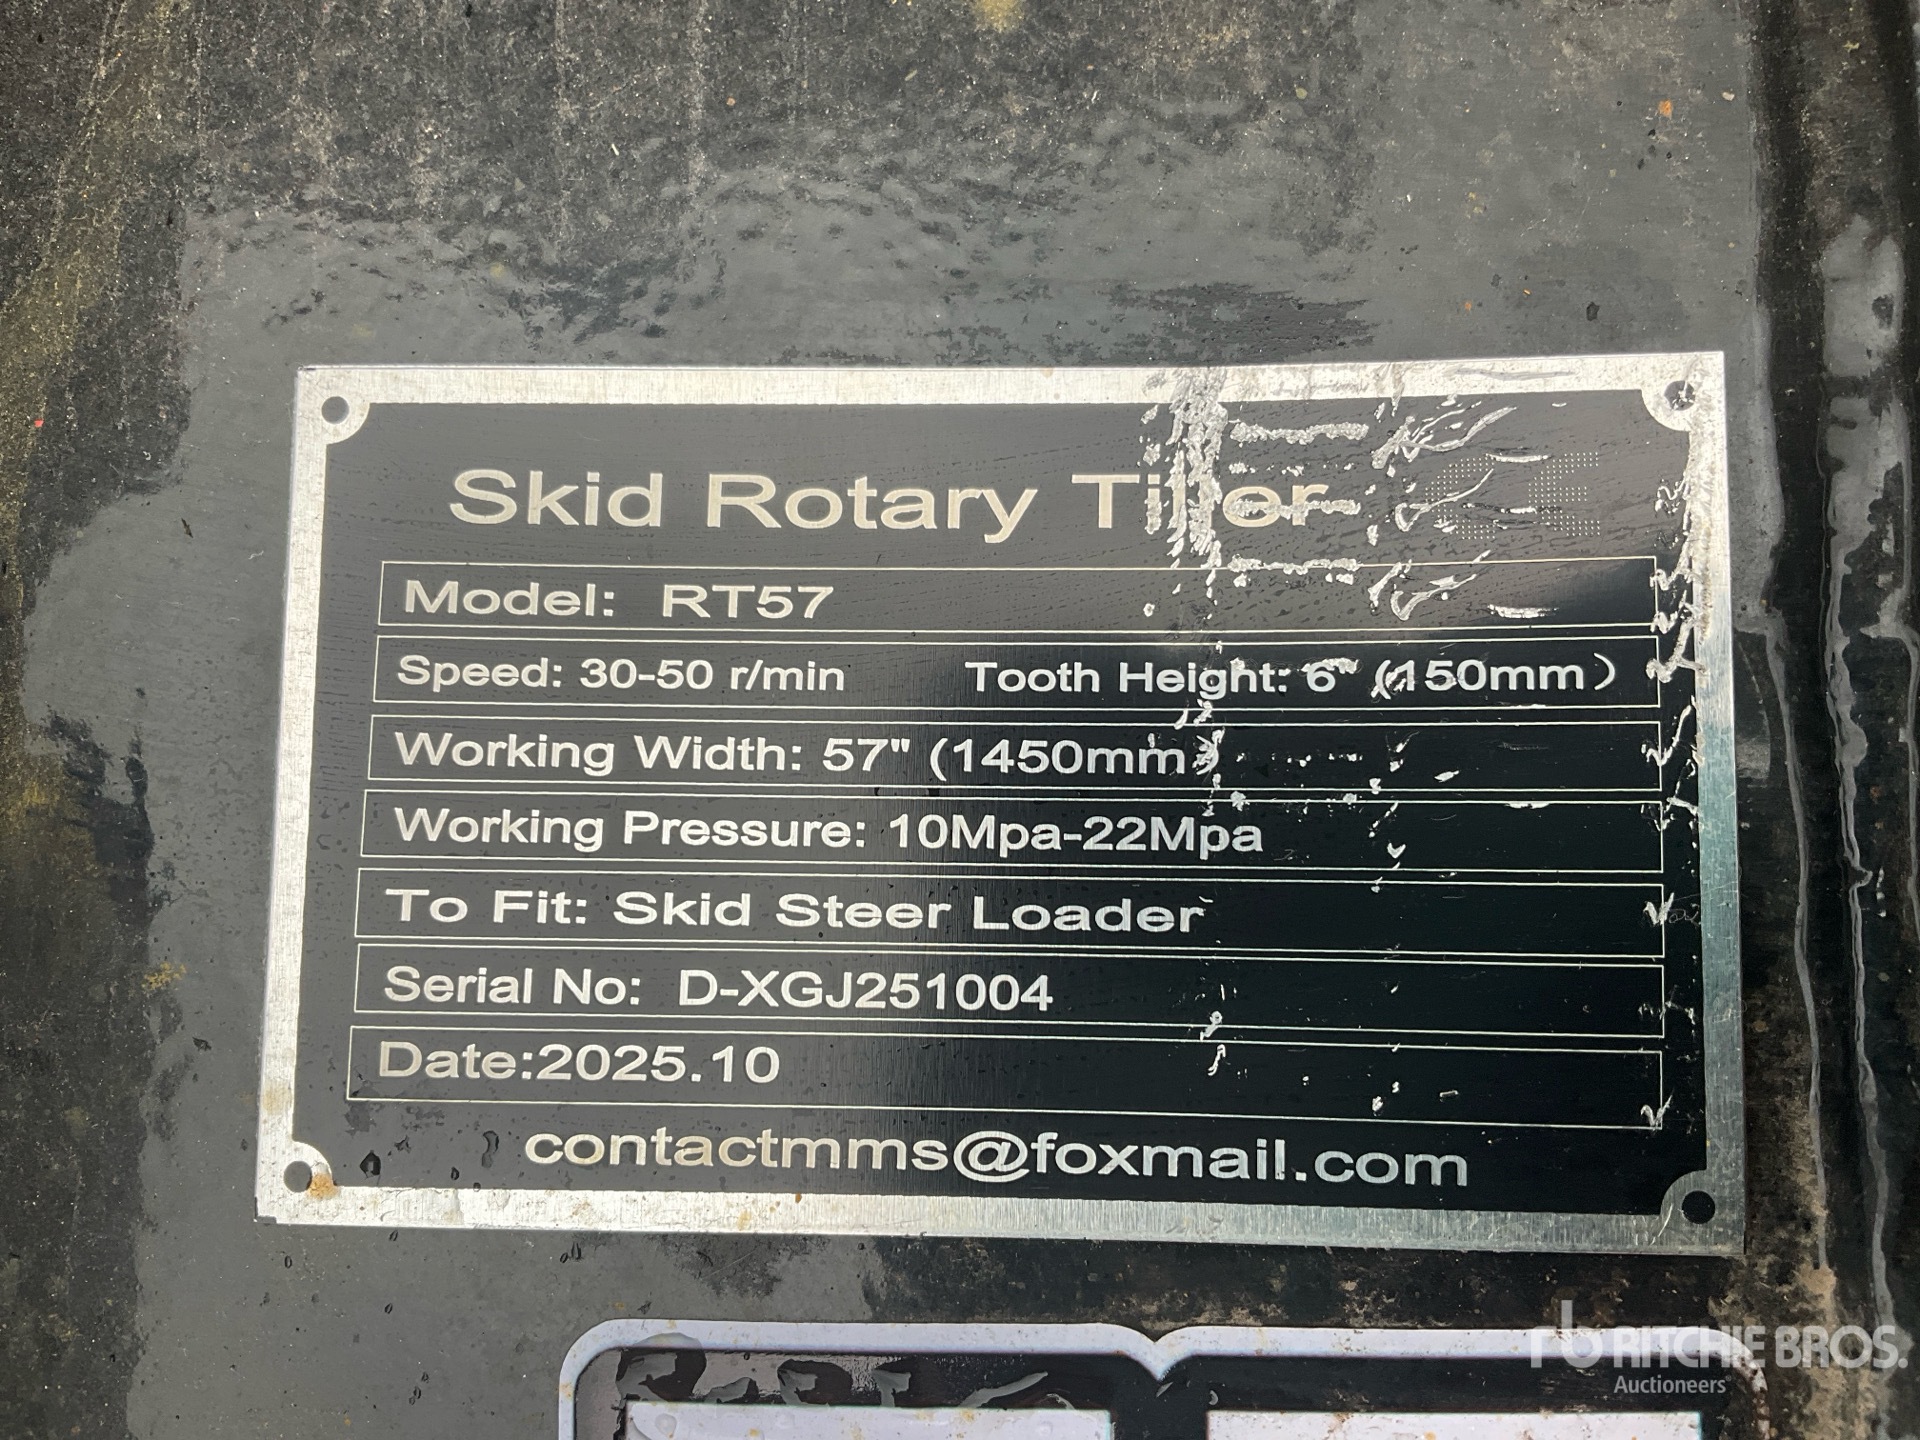 Skid Rotary Tiller
Model: RT57
Speed: 30-50 r/min Tooth Height: 6" (150mm)
Working Width: 57" (1450mm)
Working Pressure: 10Mpa-22Mpa
To Fit: Skid Steer Loader
Serial No: D-XGJ251004
Date:2025.10
contactmms@foxmail.com
rb RITCHIE BROS.
Auctioneers